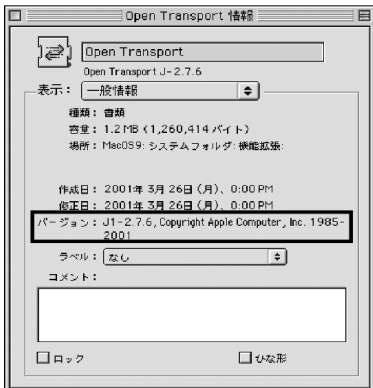 Open Transport 情報
Open Transport
Open Transport J-2.7.6
表示： 一般情報
種類： 書類
容量： 1.2 MB （1,260,414 バイト）
場所： MacOS9: システムフォルダ: 機能拡張:
作成日： 2001年 3月 26日（月）、0:00 PM
修正日： 2001年 3月 26日（月）、0:00 PM
バージョン： J1-2.7.6, Copyright Apple Computer, Inc. 1985-
2001
ラベル： なし
コメント：
ロック ひな形